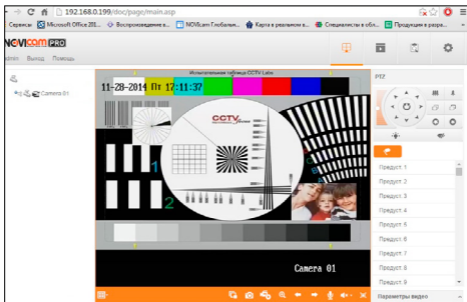 192.168.0.199/doc/page/main.asp
Сервисы Microsoft Office 201... Воспроизведение в... NOVIcam Глобальн... Карта в реальном в... Специалисты в обл... Продукция в разра...
NOVIcam PRO
admin Выход Помощь
Camera 01
Испытательная таблица CCTV Labs
11-28-2014 Пт 17:11:37
CCTV
1
2
Camera 01
PTZ
Предуст. 1
Предуст. 2
Предуст. 3
Предуст. 4
Предуст. 5
Предуст. 6
Предуст. 7
Предуст. 8
Предуст. 9
Параметры видео